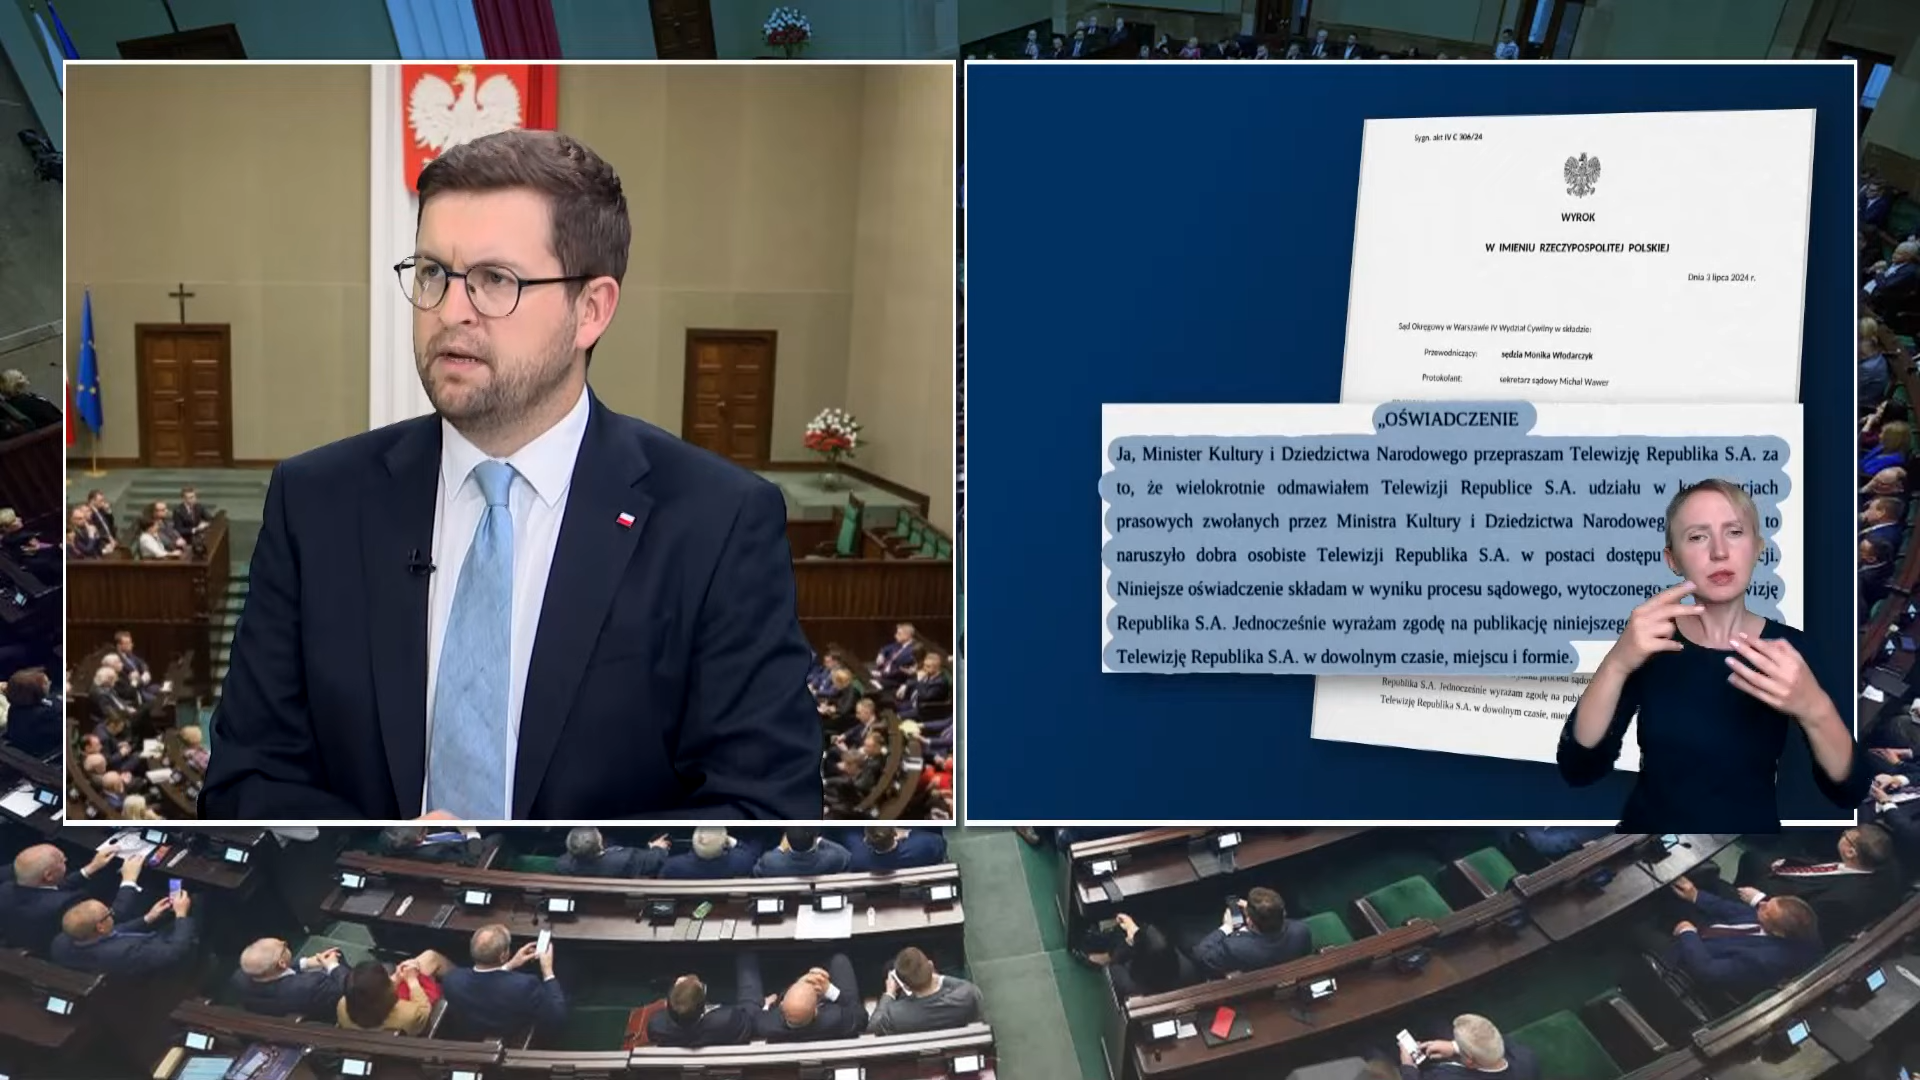 Sygn. akt IV C 306/24
WYROK
W IMIENIU RZECZYPOSPOLITEJ POLSKIEJ
Dnia 3 lipca 2024 r.
Sąd Okręgowy w Warszawie IV Wydział Cywilny w składzie:
Przewodniczący: sędzia Monika Włodarczyk
Protokolant: sekretarz sądowy Michał Wawer
„OŚWIADCZENIE
Ja, Minister Kultury i Dziedzictwa Narodowego przepraszam Telewizję Republika S.A. za
to, że wielokrotnie odmawiałem Telewizji Republice S.A. udziału w
prasowych zwołanych przez Ministra Kultury i Dziedzictwa to
naruszyło dobra osobiste Telewizji Republika S.A. w postaci dostępu
Niniejsze oświadczenie składam w wyniku procesu sądowego, wytoczonego
Republika S.A. Jednocześnie wyrażam zgodę na publikację
Telewizję Republika S.A. w dowolnym czasie, miejscu i formie.
Republika S.A. Jednocześnie wyrażam zgodę na
Telewizję Republika S.A. w dowolnym czasie,